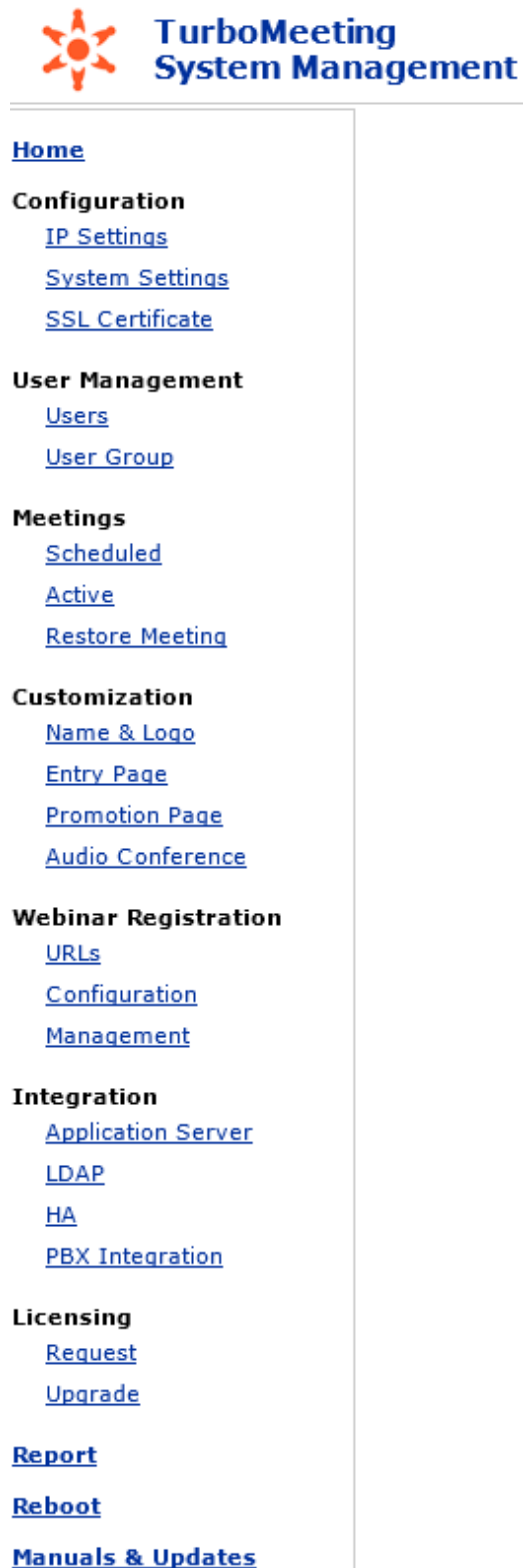 TurboMeeting
System Management
Home
Configuration
IP Settings
System Settings
SSL Certificate
User Management
Users
User Group
Meetings
Scheduled
Active
Restore Meeting
Customization
Name & Logo
Entry Page
Promotion Page
Audio Conference
Webinar Registration
URLs
Configuration
Management
Integration
Application Server
LDAP
HA
PBX Integration
Licensing
Request
Upgrade
Report
Reboot
Manuals & Updates